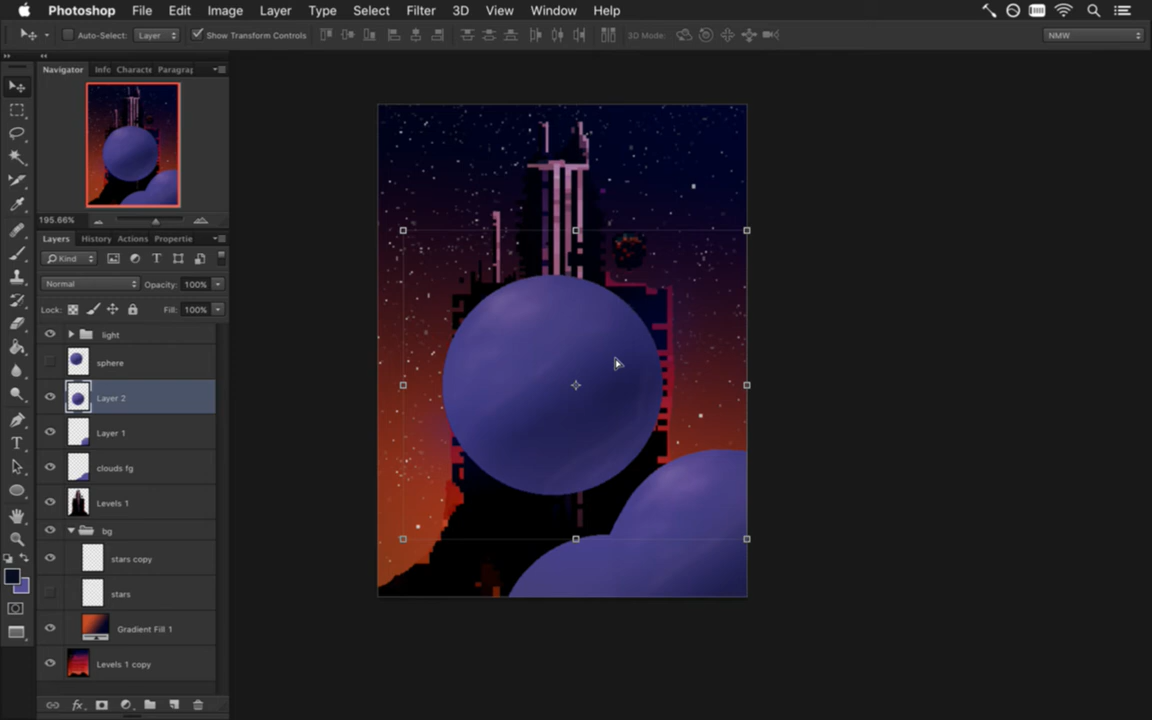 Photoshop File Edit Image Layer Type Select Filter 3D View Window Help
Auto-Select: Layer Show Transform Controls 3D Mode: NMW
Navigator Info Characte Paragra
195.66%
Layers History Actions Propertie
Kind
Normal Opacity: 100%
Lock: Fill: 100%
light
sphere
Layer 2
Layer 1
clouds fg
Levels 1
bg
stars copy
stars
Gradient Fill 1
Levels 1 copy